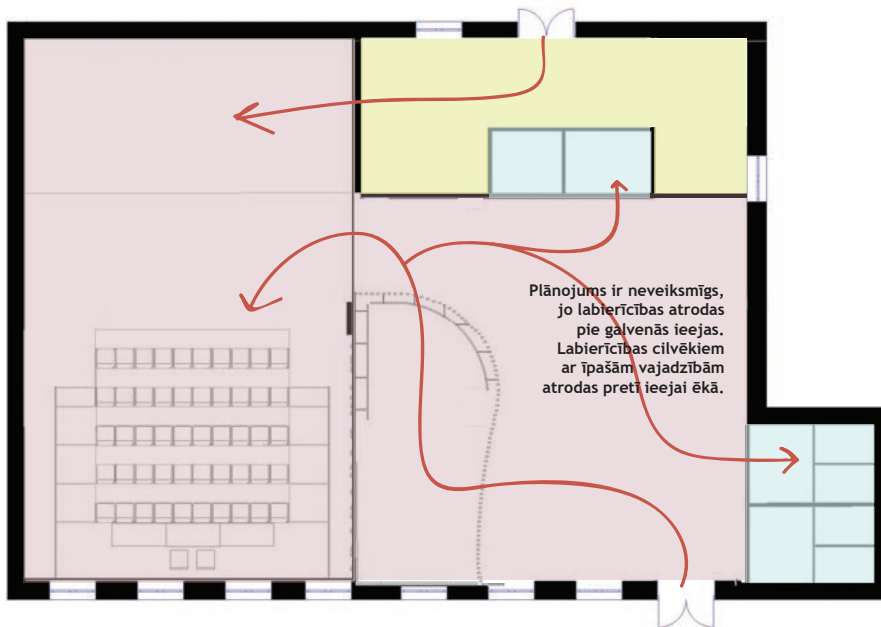 Plānojums ir neveiksmīgs,
jo labierīcības atrodas
pie galvenās ieejas.
Labierīcības cilvēkiem
ar īpašām vajadzībām
atrodas pretī ieejai ēkā.